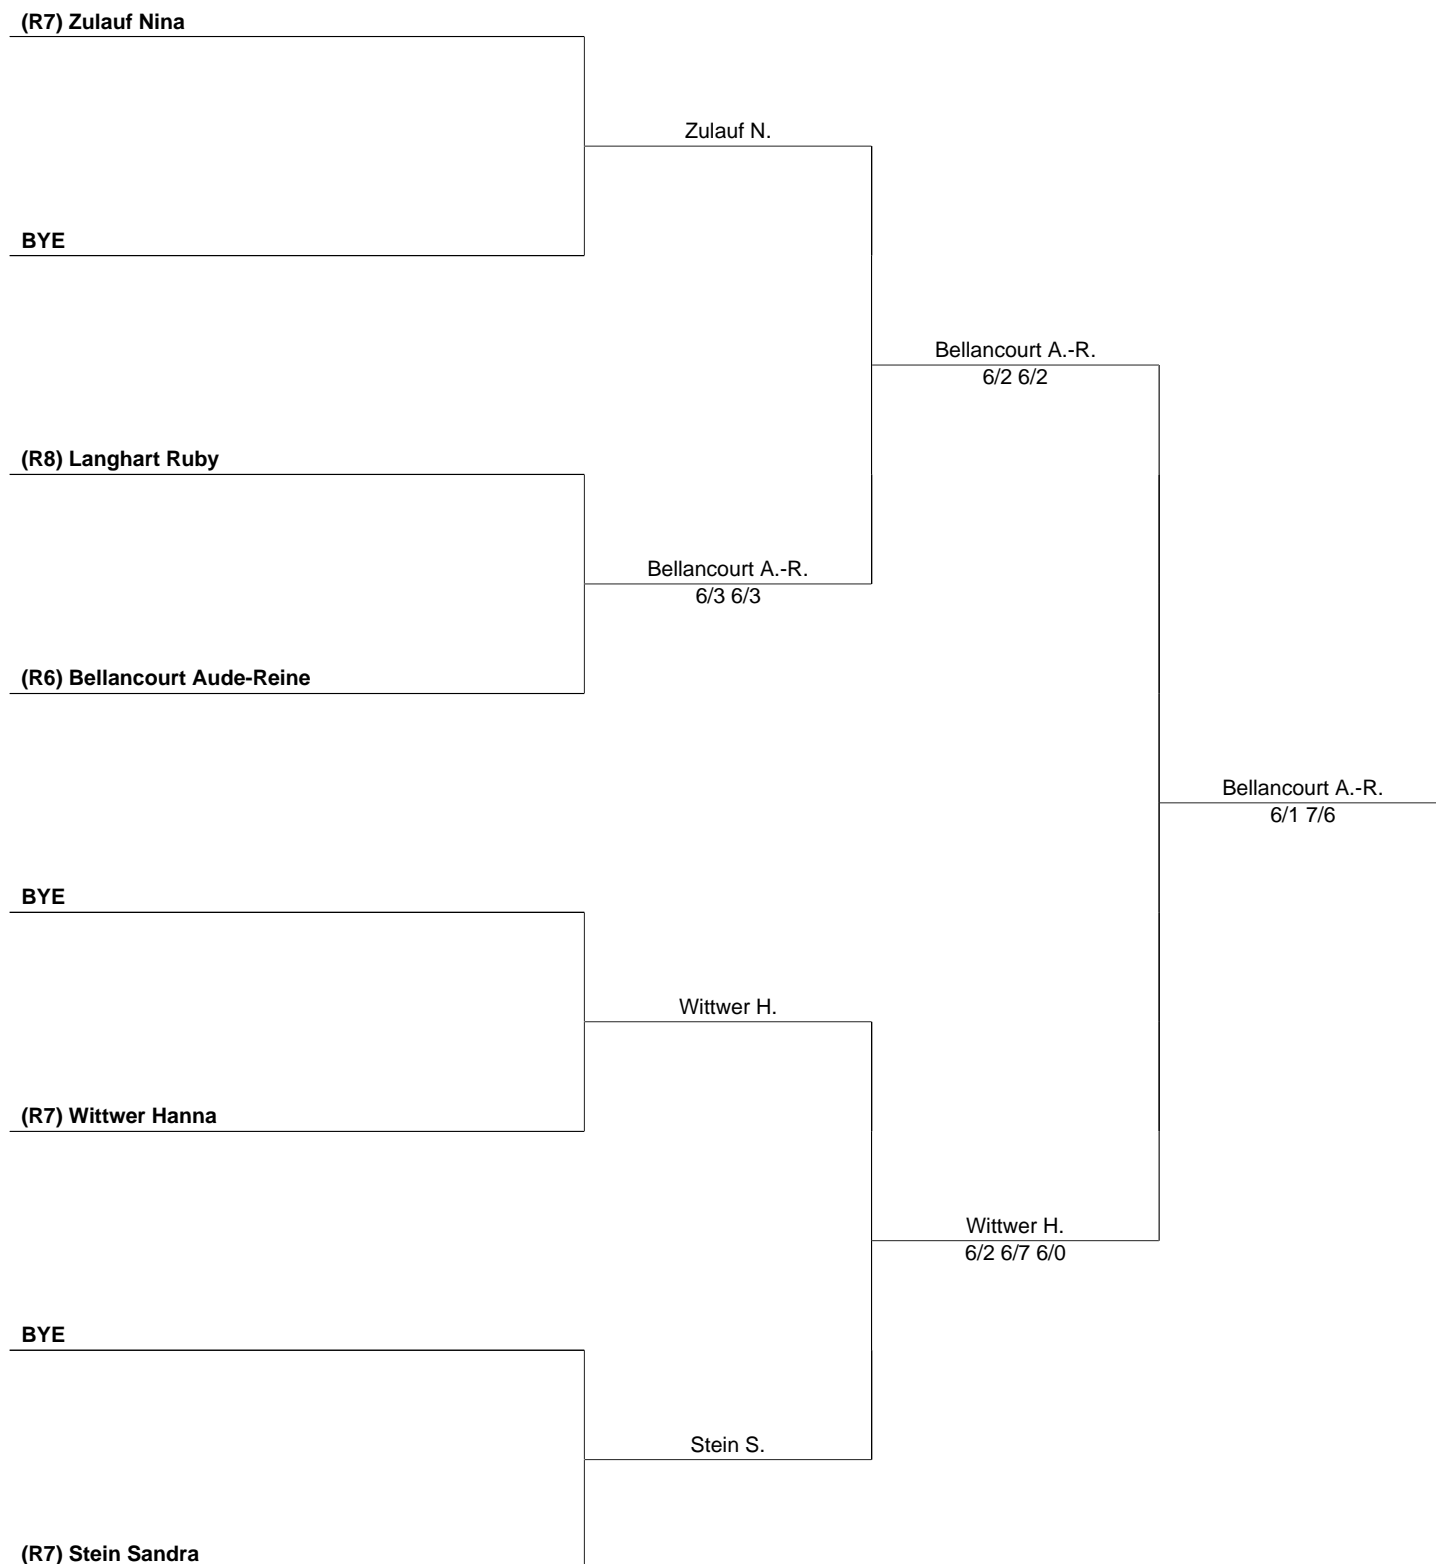 (R7) Zulauf Nina
Zulauf N.
BYE
Bellancourt A.-R.
6/2 6/2
(R8) Langhart Ruby
Bellancourt A.-R.
6/3 6/3
(R6) Bellancourt Aude-Reine
Bellancourt A.-R.
6/1 7/6
BYE
Wittwer H.
(R7) Wittwer Hanna
Wittwer H.
6/2 6/7 6/0
BYE
Stein S.
(R7) Stein Sandra